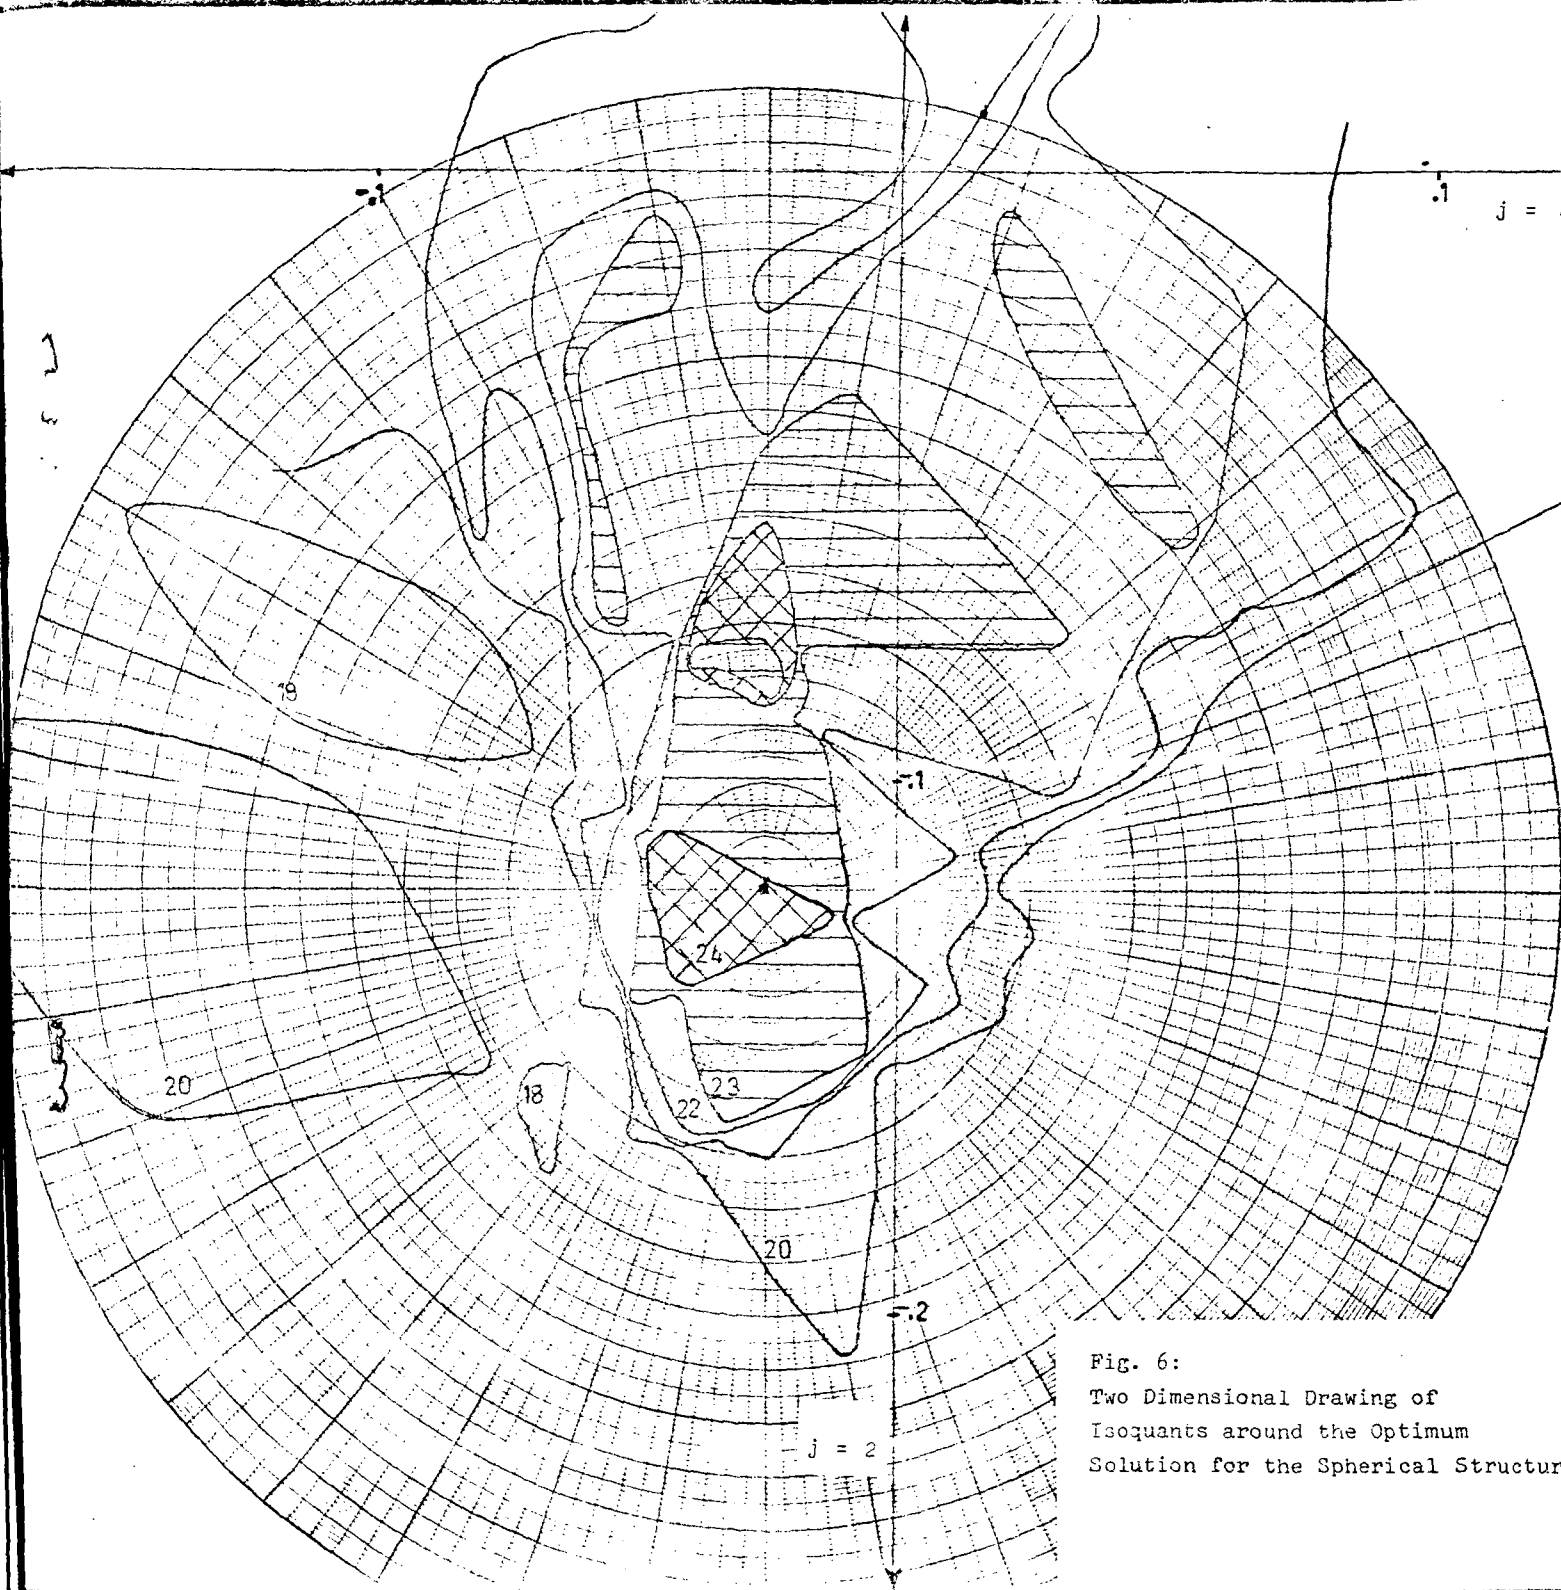 -.1
.1
j =
19
-.1
24
20
18
22
23
20
-.2
j = 2
Fig. 6:
Two Dimensional Drawing of
Isoquants around the Optimum
Solution for the Spherical Structur